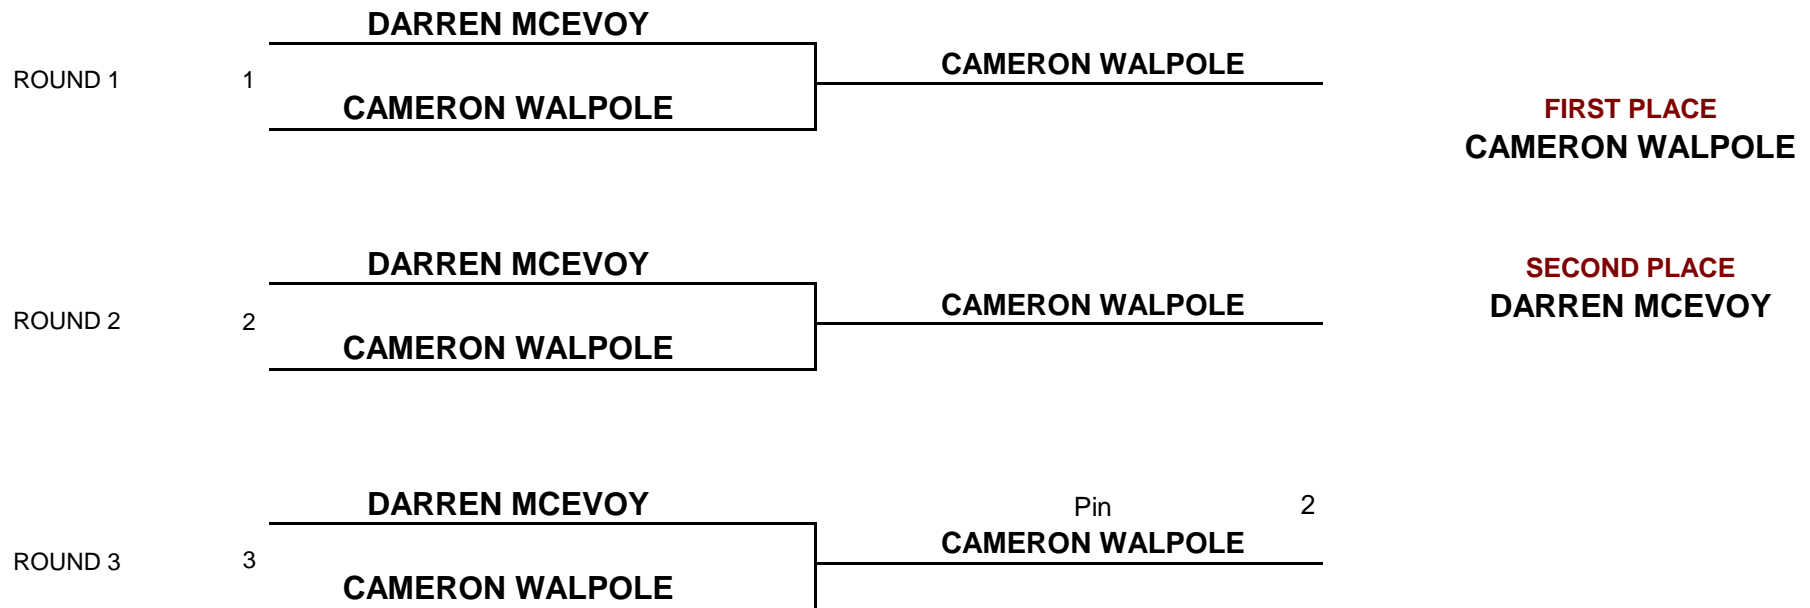 DARREN MCEVOY
ROUND 1 1 CAMERON WALPOLE
CAMERON WALPOLE
FIRST PLACE
CAMERON WALPOLE
DARREN MCEVOY
ROUND 2 2 CAMERON WALPOLE
CAMERON WALPOLE
SECOND PLACE
DARREN MCEVOY
DARREN MCEVOY
Pin 2
ROUND 3 3 CAMERON WALPOLE
CAMERON WALPOLE